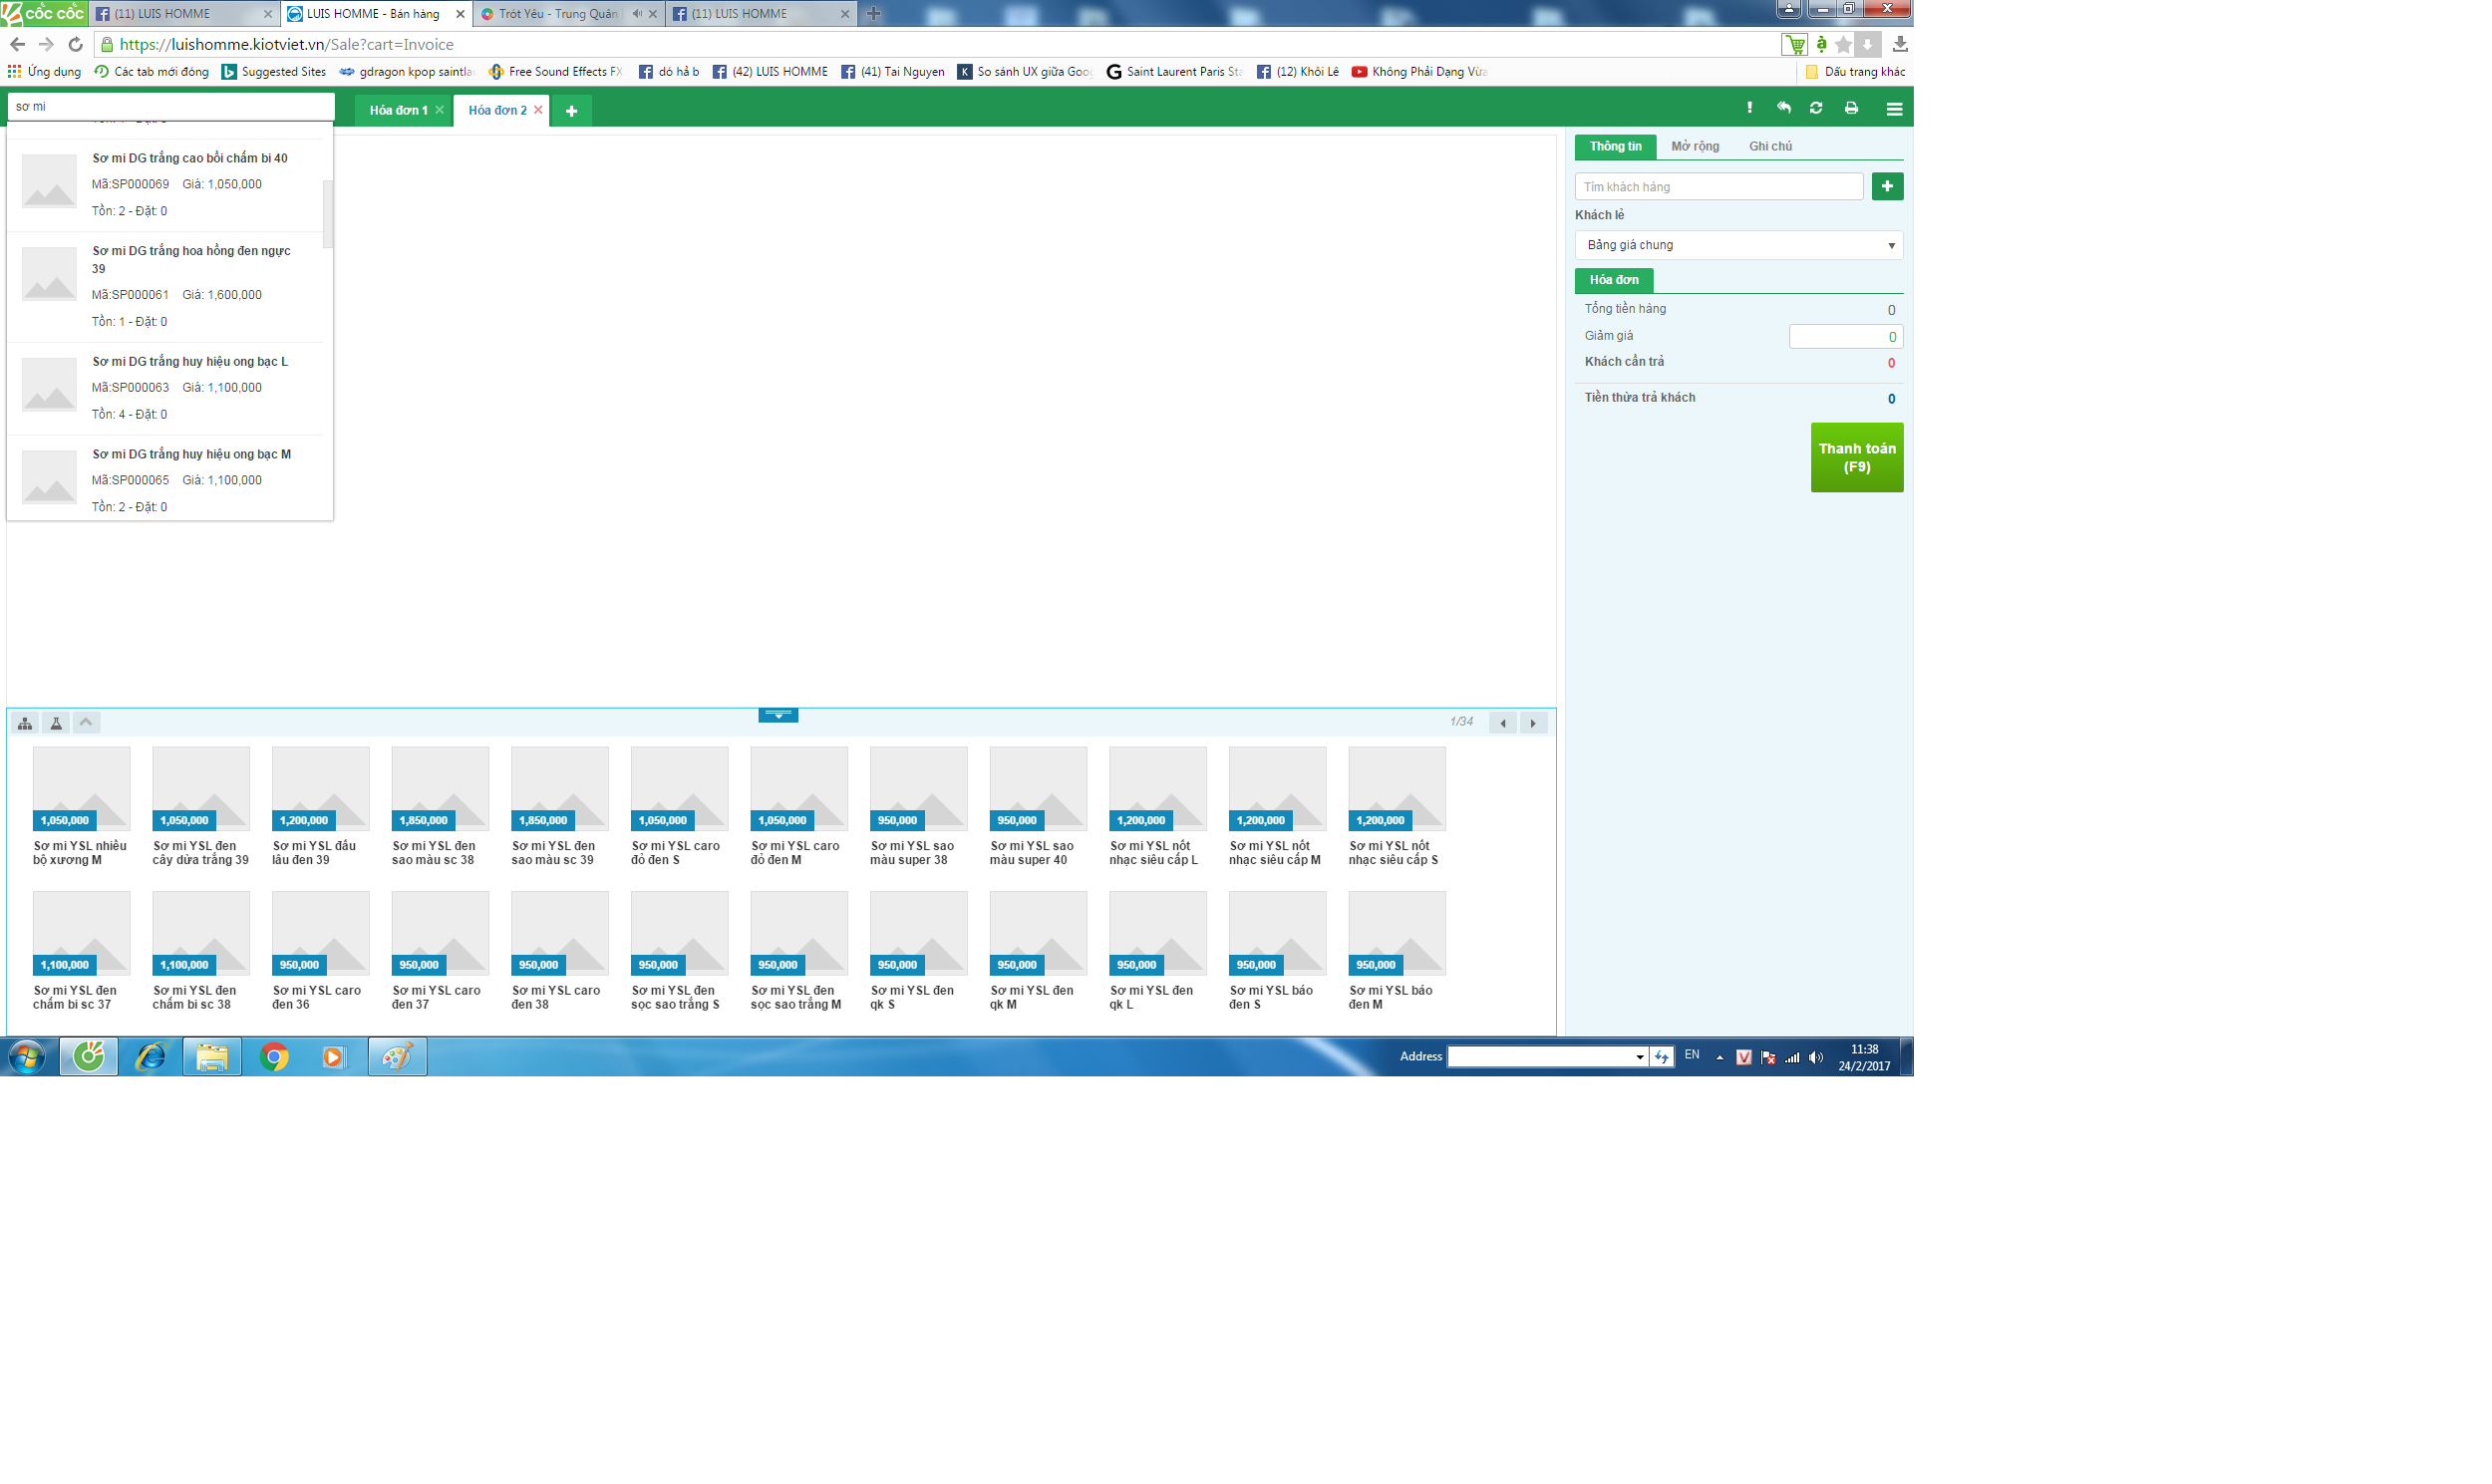 cốc cốc
(11) LUIS HOMME
LUIS HOMME - Bán hàng
Trót Yêu - Trung Quân
(11) LUIS HOMME
https://luishomme.kiotviet.vn/Sale?cart=Invoice
Ứng dụng
Các tab mới đóng
Suggested Sites
gdragon kpop saintla
Free Sound Effects FX
dó hả b
(42) LUIS HOMME
(41) Tai Nguyen
So sánh UX giữa Goog
Saint Laurent Paris Sta
(12) Khôi Lê
Không Phải Dạng Vừa
Dấu trang khác
sơ mi
Hóa đơn 1
Hóa đơn 2
Sơ mi DG trắng cao bồi chấm bi 40
Mã:SP000069 Giá: 1,050,000
Tồn: 2 - Đặt: 0
Sơ mi DG trắng hoa hồng đen ngực
39
Mã:SP000061 Giá: 1,600,000
Tồn: 1 - Đặt: 0
Sơ mi DG trắng huy hiệu ong bạc L
Mã:SP000063 Giá: 1,100,000
Tồn: 4 - Đặt: 0
Sơ mi DG trắng huy hiệu ong bạc M
Mã:SP000065 Giá: 1,100,000
Tồn: 2 - Đặt: 0
Thông tin
Mở rộng
Ghi chú
Tìm khách hàng
Khách lẻ
Bảng giá chung
Hóa đơn
Tổng tiền hàng 0
Giảm giá 0
Khách cần trả 0
Tiền thừa trả khách 0
Thanh toán
(F9)
1/34
1,050,000
Sơ mi YSL nhiều
bộ xương M
1,050,000
Sơ mi YSL đen
cây dừa trắng 39
1,200,000
Sơ mi YSL đầu
lâu đen 39
1,850,000
Sơ mi YSL đen
sao màu sc 38
1,850,000
Sơ mi YSL đen
sao màu sc 39
1,050,000
Sơ mi YSL caro
đỏ đen S
1,050,000
Sơ mi YSL caro
đỏ đen M
950,000
Sơ mi YSL sao
màu super 38
950,000
Sơ mi YSL sao
màu super 40
1,200,000
Sơ mi YSL nốt
nhạc siêu cấp L
1,200,000
Sơ mi YSL nốt
nhạc siêu cấp M
1,200,000
Sơ mi YSL nốt
nhạc siêu cấp S
1,100,000
Sơ mi YSL đen
chấm bi sc 37
1,100,000
Sơ mi YSL đen
chấm bi sc 38
950,000
Sơ mi YSL caro
đen 36
950,000
Sơ mi YSL caro
đen 37
950,000
Sơ mi YSL caro
đen 38
950,000
Sơ mi YSL đen
sọc sao trắng S
950,000
Sơ mi YSL đen
sọc sao trắng M
950,000
Sơ mi YSL đen
qk S
950,000
Sơ mi YSL đen
qk M
950,000
Sơ mi YSL đen
qk L
950,000
Sơ mi YSL báo
đen S
950,000
Sơ mi YSL báo
đen M
Address
EN
11:38
24/2/2017